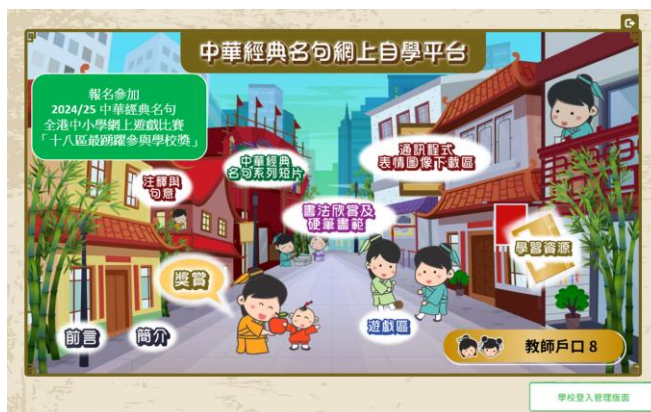 中華經典名句網上自學平台
報名參加
2024/25 中華經典名句
全港中小學網上遊戲比賽
「十八區最踴躍參與學校獎」
中華經典
名句系列短片
通訊程式
表情圖像下載區
注釋與
句意
書法欣賞及
硬筆書範
學習資源
獎賞
前言
簡介
遊戲區
教師戶口 8
學校登入管理版面